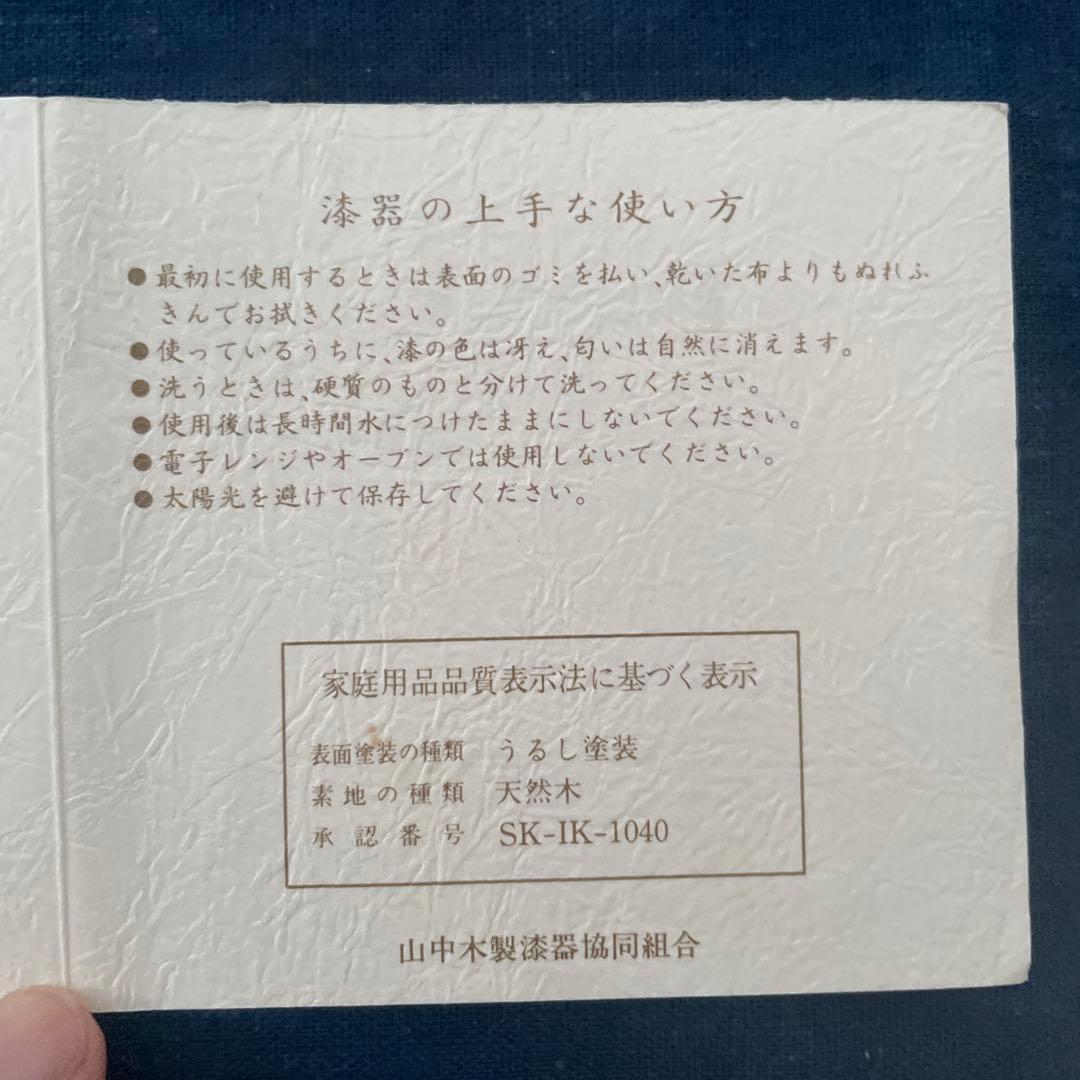 漆器の上手な使い方
●最初に使用するときは表面のゴミを払い、乾いた布よりもぬれふ
きんでお拭きください。
●使っているうちに、漆の色は冴え、匂いは自然に消えます。
●洗うときは、硬質のものと分けて洗ってください。
●使用後は長時間水につけたままにしないでください。
●電子レンジやオーブンでは使用しないでください。
●太陽光を避けて保存してください。
家庭用品品質表示法に基づく表示
表面塗装の種類 うるし塗装
素地の種類 天然木
承認番号 SK-IK-1040
山中木製漆器協同組合